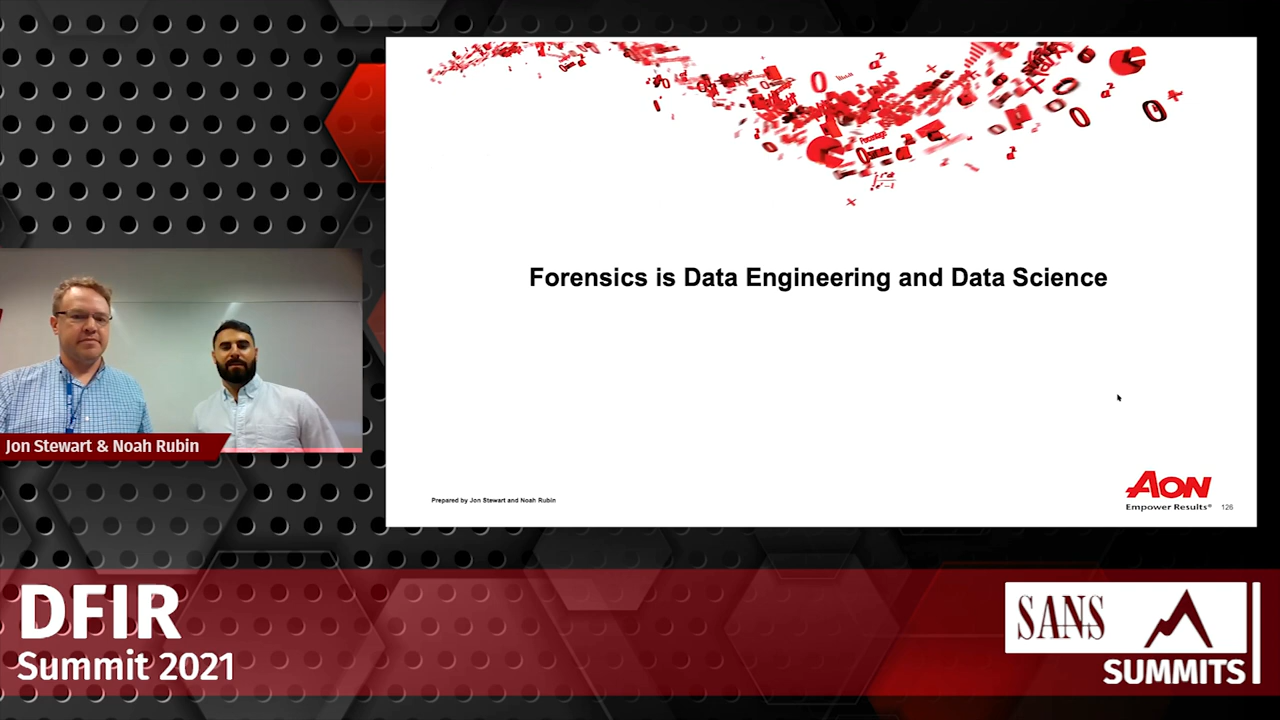 Forensics is Data Engineering and Data Science
Jon Stewart & Noah Rubin
Prepared by Jon Stewart and Noah Rubin
AON
Empower Results®
126
DFIR
Summit 2021
SANS
SUMMITS